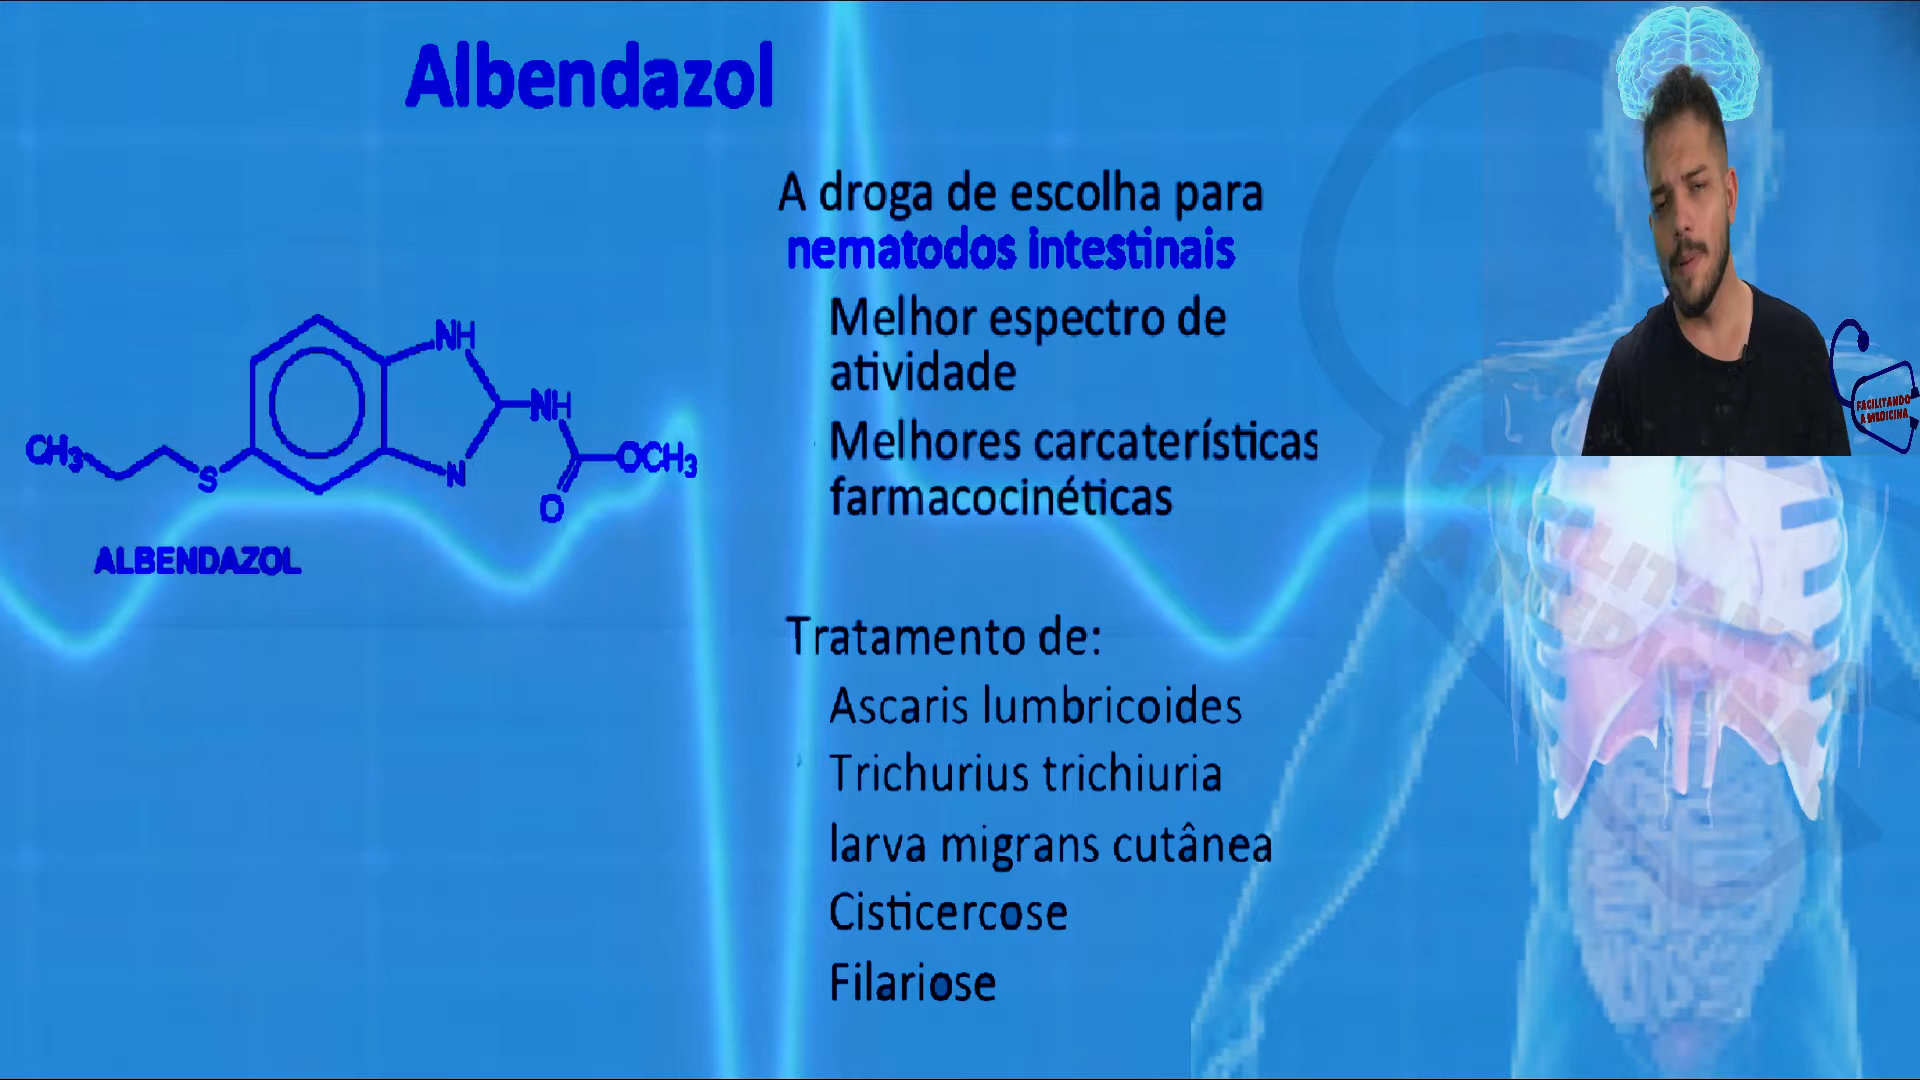 Albendazol
A droga de escolha para
nematodos intestinais
Melhor espectro de
atividade
Melhores carcaterísticas
farmacocinéticas
NH
NH
CH3
S
N
OCH3
O
ALBENDAZOL
Tratamento de:
Ascaris lumbricoides
Trichurius trichiuria
larva migrans cutânea
Cisticercose
Filariose
FACILITANDO
A MEDICINA